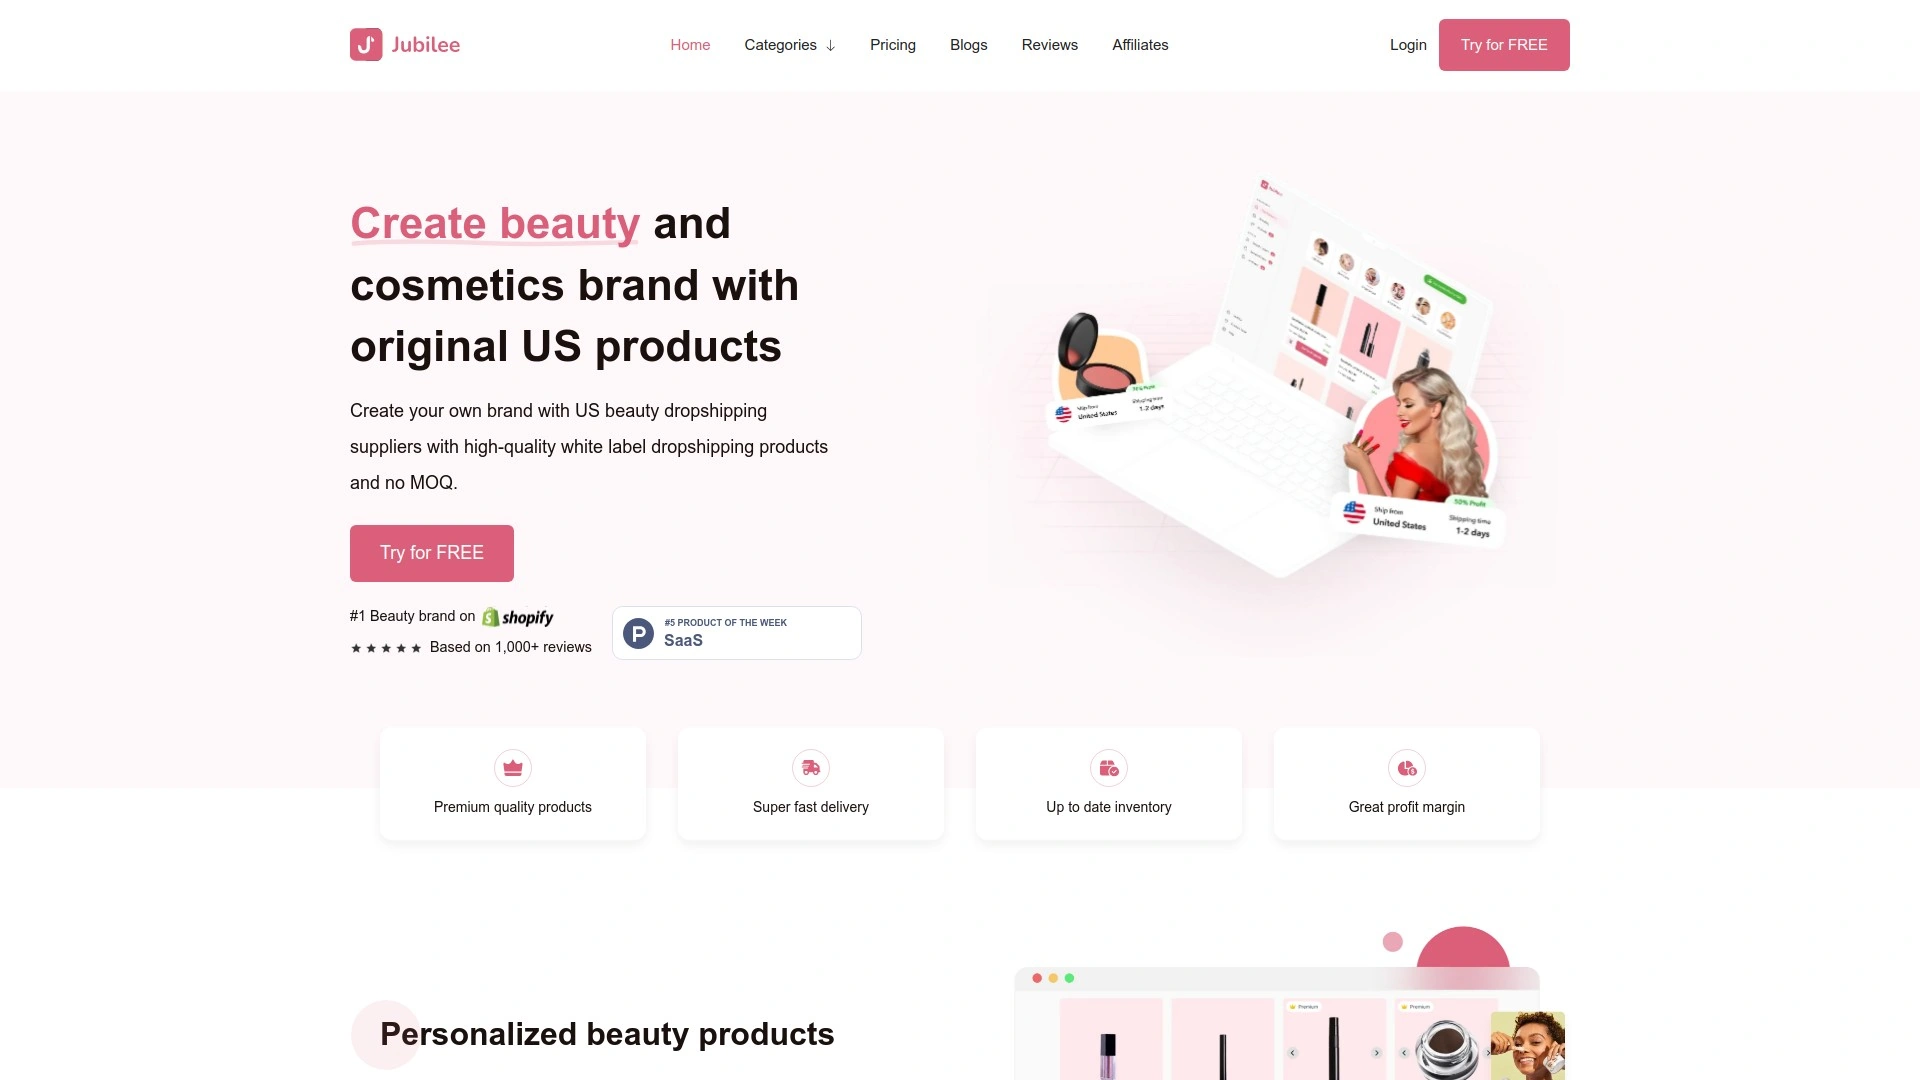 Jubilee
Home
Categories
Pricing
Blogs
Reviews
Affiliates
Login
Try for FREE
Create beauty and
cosmetics brand with
original US products
Create your own brand with US beauty dropshipping
suppliers with high-quality white label dropshipping products
and no MOQ.
Try for FREE
#1 Beauty brand on shopify
Based on 1,000+ reviews
P
#5 PRODUCT OF THE WEEK
SaaS
70% Profit
Ship from
United States
Shipping time
1-2 days
50% Profit
Ship from
United States
Shipping time
1-2 days
Premium quality products
Super fast delivery
Up to date inventory
Great profit margin
Personalized beauty products
Premium
Premium